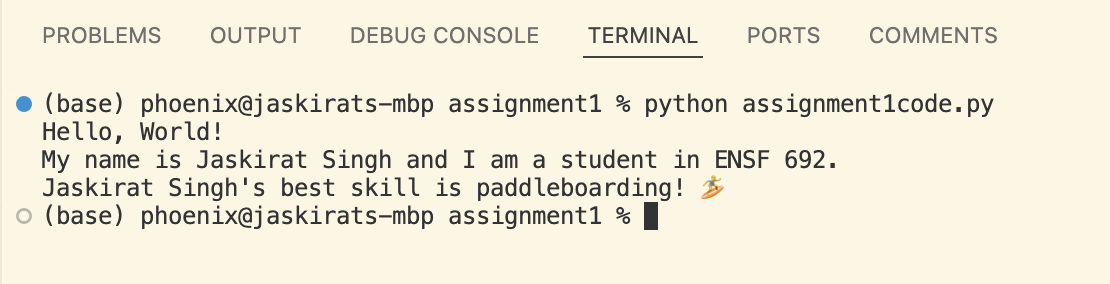 PROBLEMS OUTPUT DEBUG CONSOLE TERMINAL PORTS COMMENTS
(base) phoenix@jaskirats-mbp assignment1 % python assignment1code.py
Hello, World!
My name is Jaskirat Singh and I am a student in ENSF 692.
Jaskirat Singh's best skill is paddleboarding! 🏄
(base) phoenix@jaskirats-mbp assignment1 %